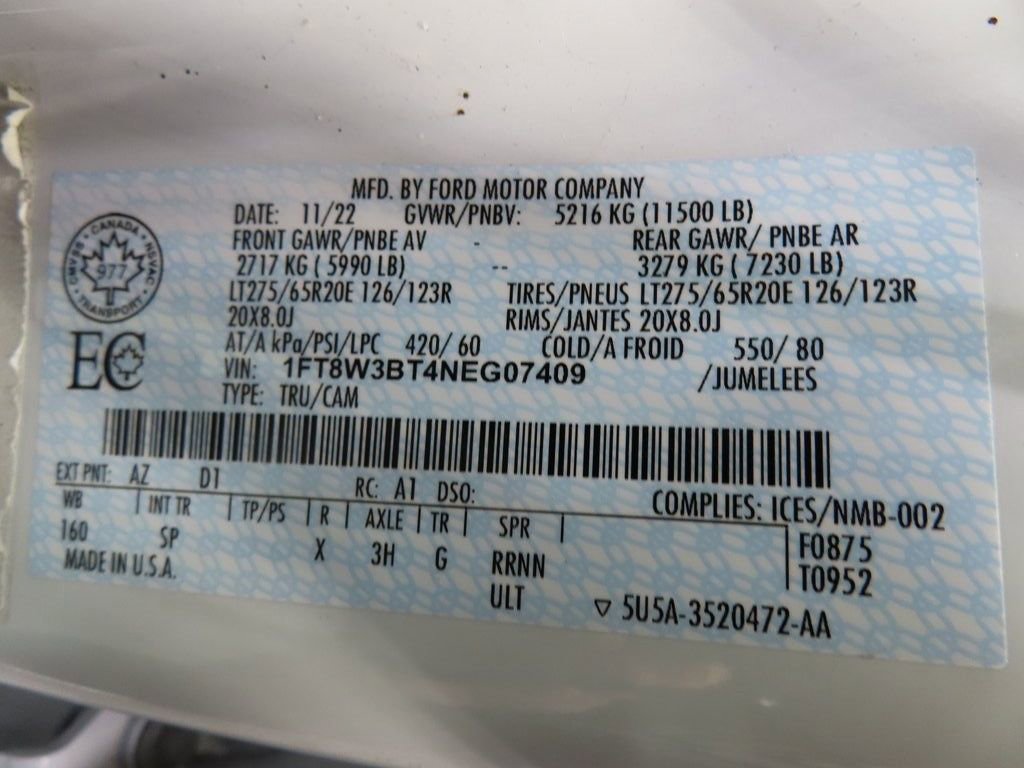 MFD. BY FORD MOTOR COMPANY
DATE: 11/22 GVWR/PNBV: 5216 KG (11500 LB)
FRONT GAWR/PNBE AV - REAR GAWR/ PNBE AR
2717 KG ( 5990 LB) -- 3279 KG ( 7230 LB)
LT275/65R20E 126/123R TIRES/PNEUS LT275/65R20E 126/123R
20X8.0J RIMS/JANTES 20X8.0J
AT/A kPa/PSI/LPC 420/ 60 COLD/A FROID 550/ 80
VIN: 1FT8W3BT4NEG07409 /JUMELEES
TYPE: TRU/CAM
CANADA • NSVAC • TRANSPORT • CMVSS
977
EC
EXT PNT: AZ D1 RC: A1 DSO:
COMPLIES: ICES/NMB-002
WB | INT TR | TP/PS | R | AXLE | TR | SPR |
160 SP X 3H G RRNN
F0875
T0952
MADE IN U.S.A.
ULT ▽ 5U5A-3520472-AA